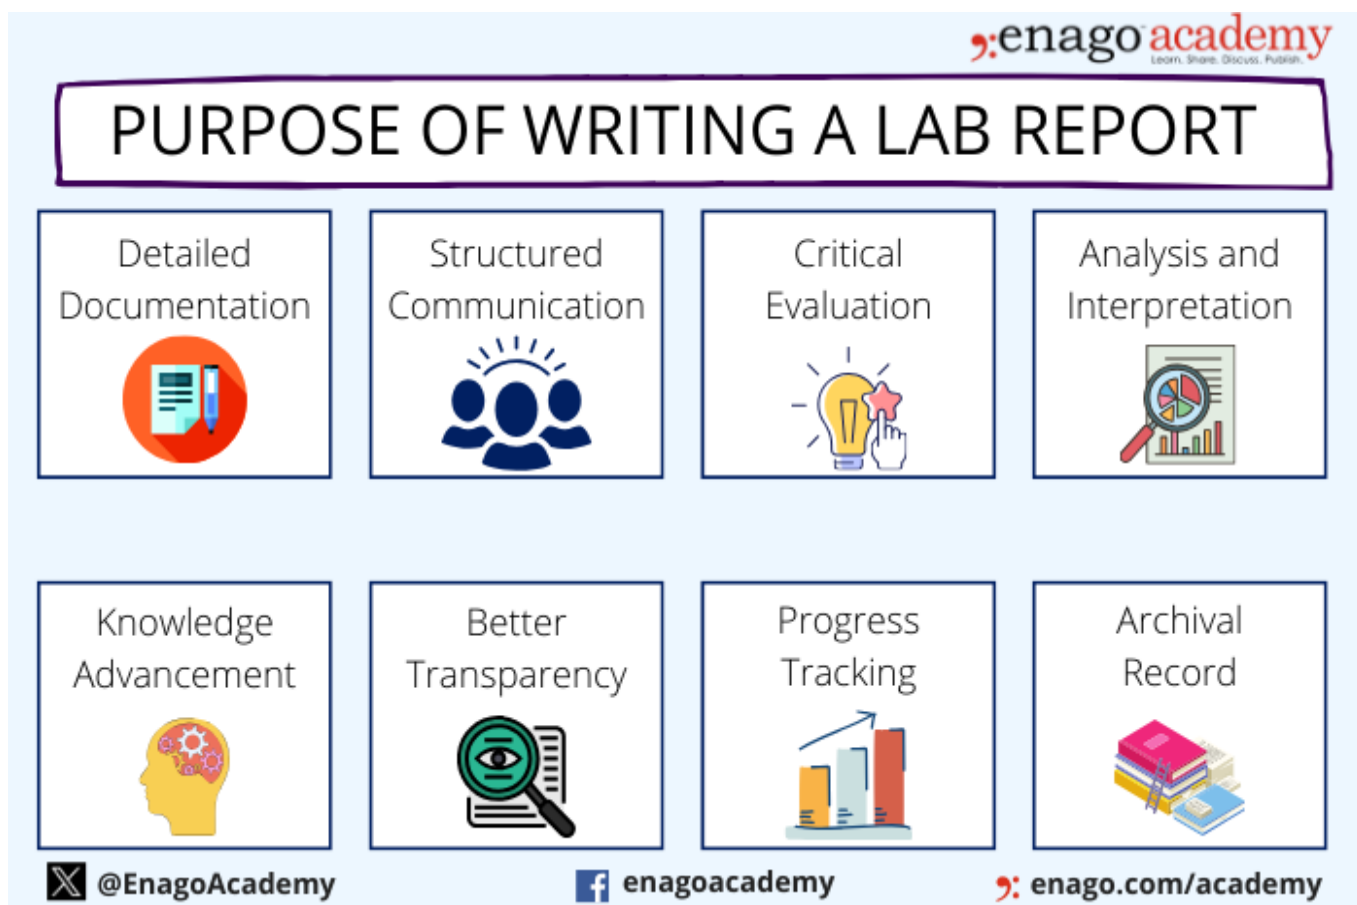 enago academy
Learn. Share. Discuss. Publish.
PURPOSE OF WRITING A LAB REPORT
Detailed
Documentation
Structured
Communication
Critical
Evaluation
Analysis and
Interpretation
Knowledge
Advancement
Better
Transparency
Progress
Tracking
Archival
Record
@EnagoAcademy
enagoacademy
enago.com/academy